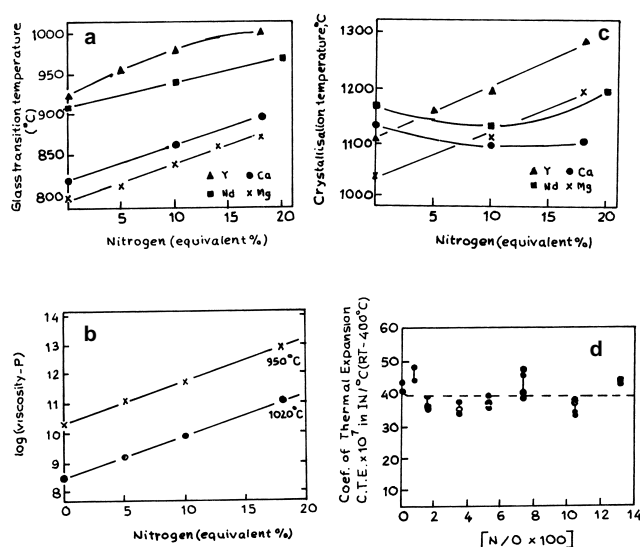 a
Glass transition temperature
(°C)
1000
950
900
850
800
▲ Y ● Ca
■ Nd × Mg
0 5 10 15 20
Nitrogen (equivalent %)
c
Crystallisation temperature,°C
1300
1200
1100
1000
▲ Y ● Ca
■ Nd × Mg
0 5 10 15 20
Nitrogen (equivalent %)
b
log (viscosity-P)
14
13
12
11
10
9
8
950°C
1020°C
0 5 10 15 20
Nitrogen (equivalent %)
d
Coef. of Thermal Expansion
C.T.E. × 10⁷ in IN/°C (RT-400°C)
60
50
40
30
20
10
0 2 4 6 8 10 12 14
[N/O × 100]